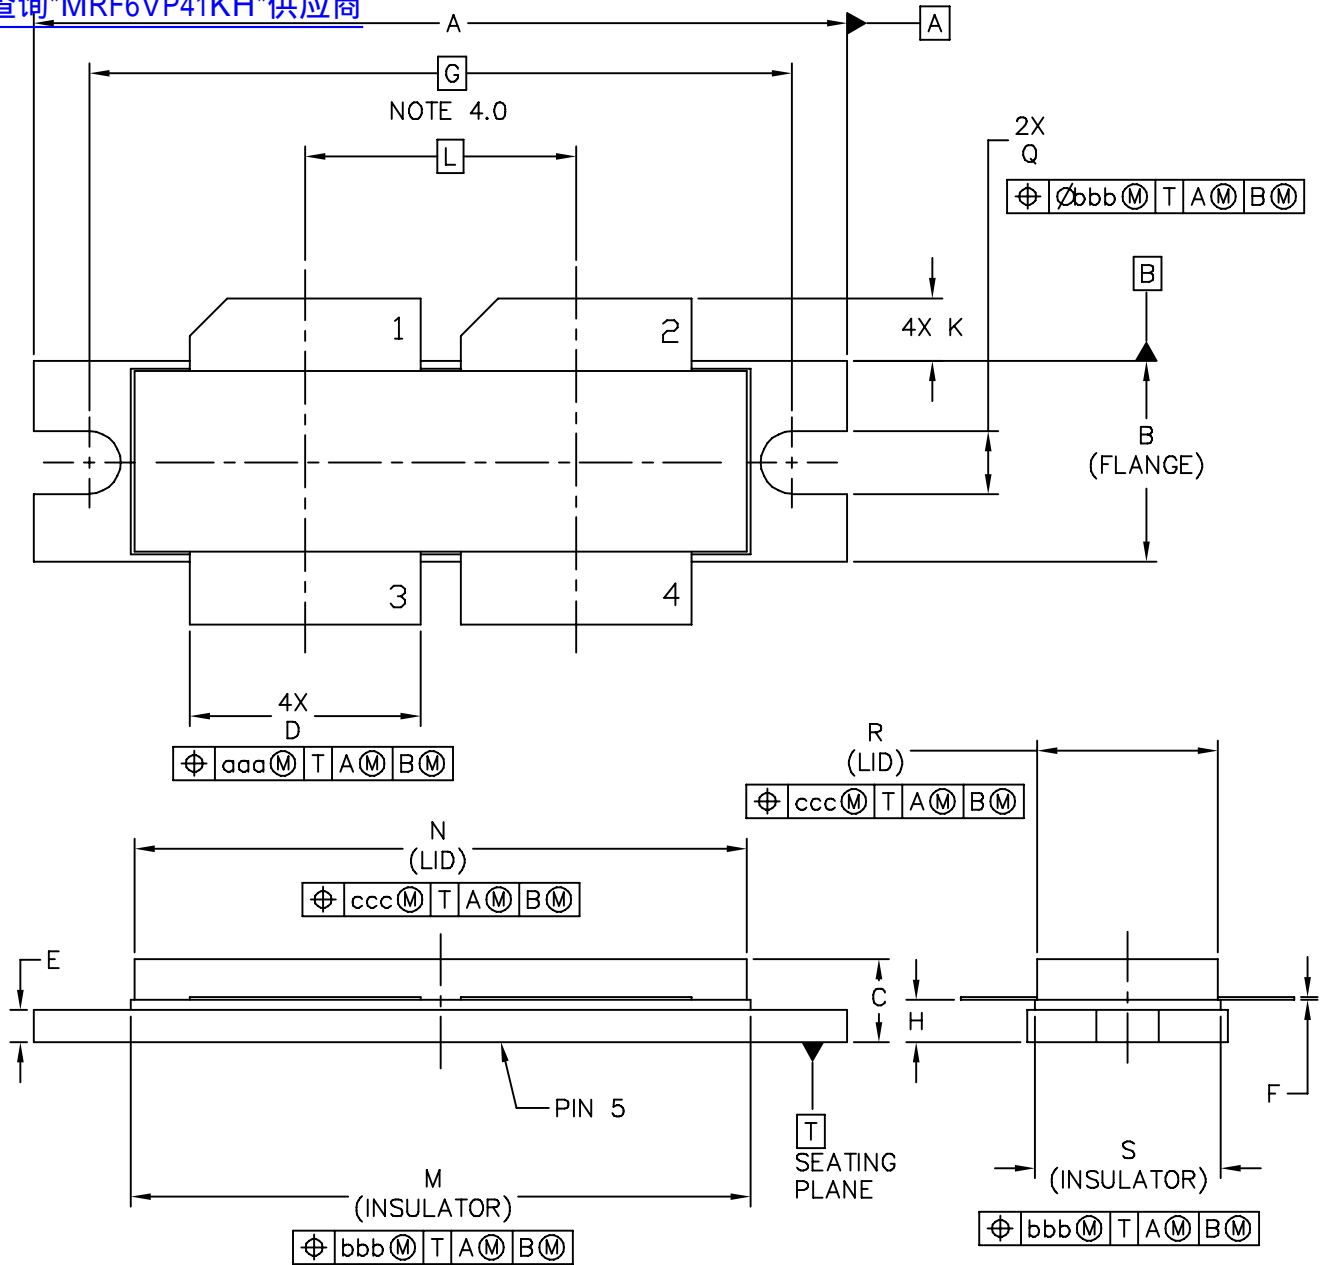 查询"MRF6VP41KH"供应商
A
A
G
NOTE 4.0
L
2X
Q
⌖ Øbbb Ⓜ T A Ⓜ B Ⓜ
B
1
2
4X K
B
(FLANGE)
3
4
4X
D
⌖ aaa Ⓜ T A Ⓜ B Ⓜ
R
(LID)
⌖ ccc Ⓜ T A Ⓜ B Ⓜ
N
(LID)
⌖ ccc Ⓜ T A Ⓜ B Ⓜ
E
C
H
F
PIN 5
T
SEATING
PLANE
M
(INSULATOR)
⌖ bbb Ⓜ T A Ⓜ B Ⓜ
S
(INSULATOR)
⌖ bbb Ⓜ T A Ⓜ B Ⓜ